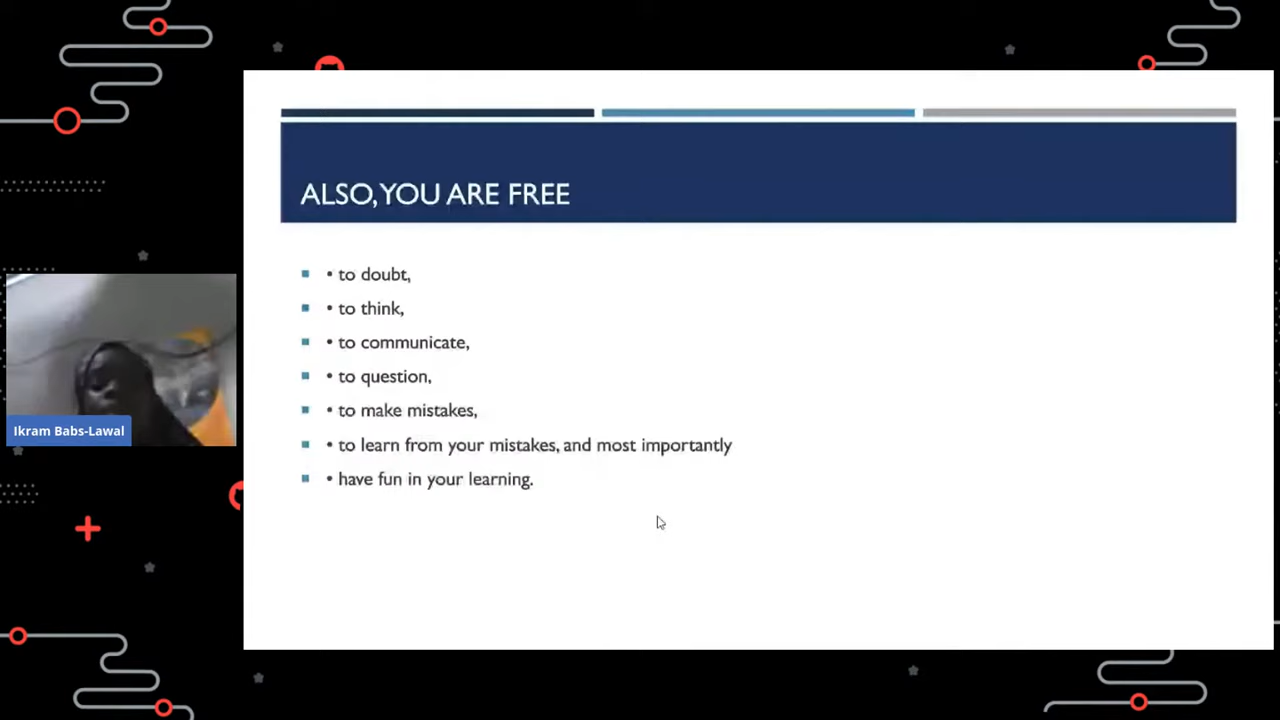 ALSO, YOU ARE FREE
• to doubt,
• to think,
• to communicate,
• to question,
• to make mistakes,
• to learn from your mistakes, and most importantly
• have fun in your learning.
Ikram Babs-Lawal